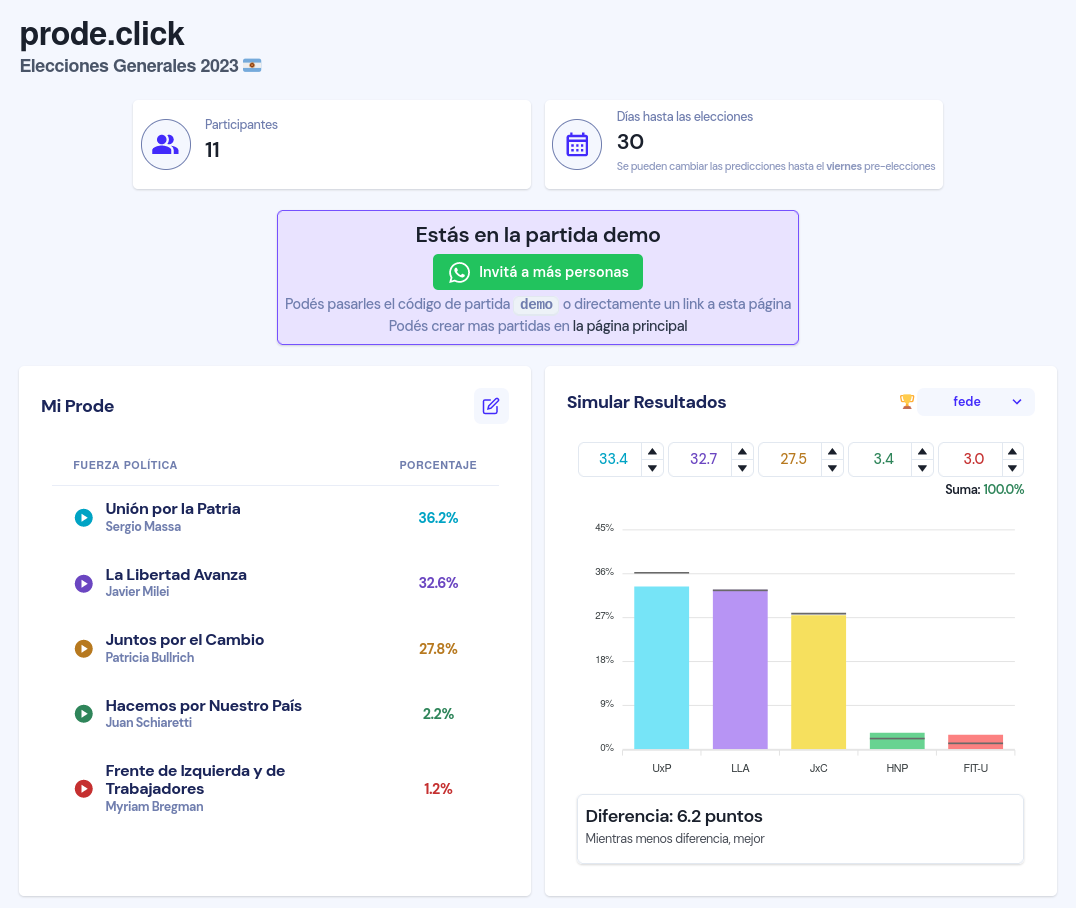 prode.click
Elecciones Generales 2023 🇦🇷
Participantes
11
Días hasta las elecciones
30
Se pueden cambiar las predicciones hasta el viernes pre-elecciones
Estás en la partida demo
Invitá a más personas
Podés pasarles el código de partida demo o directamente un link a esta página
Podés crear mas partidas en la página principal
Mi Prode
FUERZA POLÍTICA PORCENTAJE
Unión por la Patria
Sergio Massa
36.2%
La Libertad Avanza
Javier Milei
32.6%
Juntos por el Cambio
Patricia Bullrich
27.8%
Hacemos por Nuestro País
Juan Schiaretti
2.2%
Frente de Izquierda y de
Trabajadores
Myriam Bregman
1.2%
Simular Resultados
🏆 fede
33.4 32.7 27.5 3.4 3.0
Suma: 100.0%
45%
36%
27%
18%
9%
0%
UxP LLA JxC HNP FIT-U
Diferencia: 6.2 puntos
Mientras menos diferencia, mejor